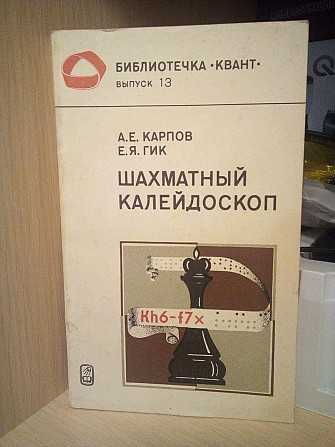 БИБЛИОТЕЧКА •КВАНТ•
ВЫПУСК 13
А.Е. КАРПОВ
Е.Я. ГИК
ШАХМАТНЫЙ
КАЛЕЙДОСКОП
Kh6-f7x